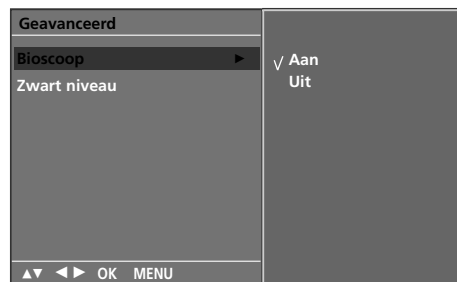 Geavanceerd
Bioscoop ►
Zwart niveau
√ Aan
Uit
▲▼ ◄► OK MENU